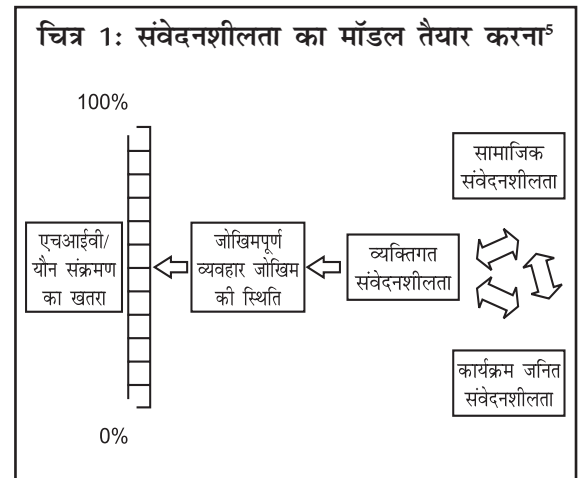 चित्र 1: संवेदनशीलता का मॉडल तैयार करना⁵
100%
सामाजिक
संवेदनशीलता
एचआईवी/
यौन संक्रमण
का खतरा
जोखिमपूर्ण
व्यवहार जोखिम
की स्थिति
व्यक्तिगत
संवेदनशीलता
कार्यक्रम जनित
संवेदनशीलता
0%